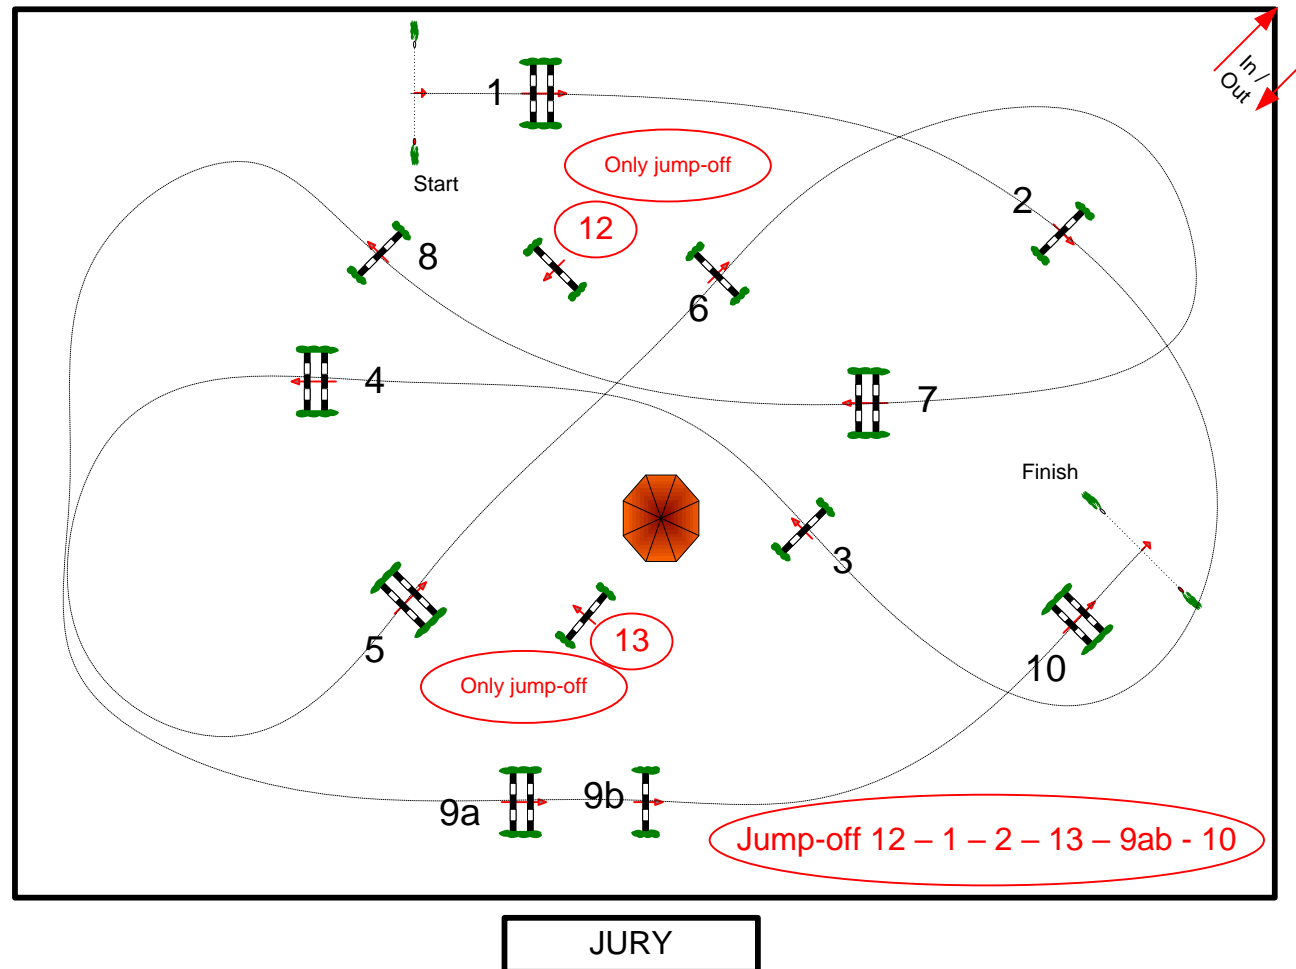 In /
Out
1
Only jump-off
Start
2
12
8
6
4
7
Finish
3
5
13
10
Only jump-off
9a
9b
Jump-off 12 – 1 – 2 – 13 – 9ab - 10
JURY